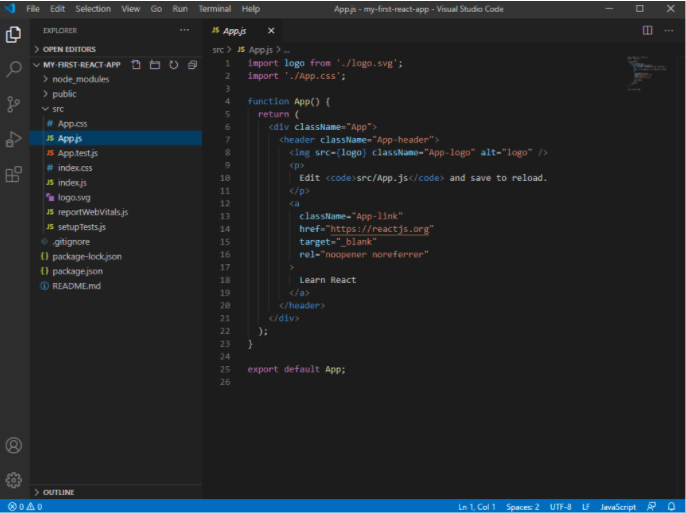 File Edit Selection View Go Run Terminal Help App.js - my-first-react-app - Visual Studio Code
EXPLORER
OPEN EDITORS
MY-FIRST-REACT-APP
node_modules
public
src
# App.css
JS App.js
JS App.test.js
# index.css
JS index.js
logo.svg
JS reportWebVitals.js
JS setupTests.js
.gitignore
{} package-lock.json
{} package.json
README.md
OUTLINE
JS App.js
src > JS App.js > ...
1 import logo from './logo.svg';
2 import './App.css';
3
4 function App() {
5 return (
6 <div className="App">
7 <header className="App-header">
8 <img src={logo} className="App-logo" alt="logo" />
9 <p>
10 Edit <code>src/App.js</code> and save to reload.
11 </p>
12 <a
13 className="App-link"
14 href="https://reactjs.org"
15 target="_blank"
16 rel="noopener noreferrer"
17 >
18 Learn React
19 </a>
20 </header>
21 </div>
22 );
23 }
24
25 export default App;
26
0 0 Ln 1, Col 1 Spaces: 2 UTF-8 LF JavaScript